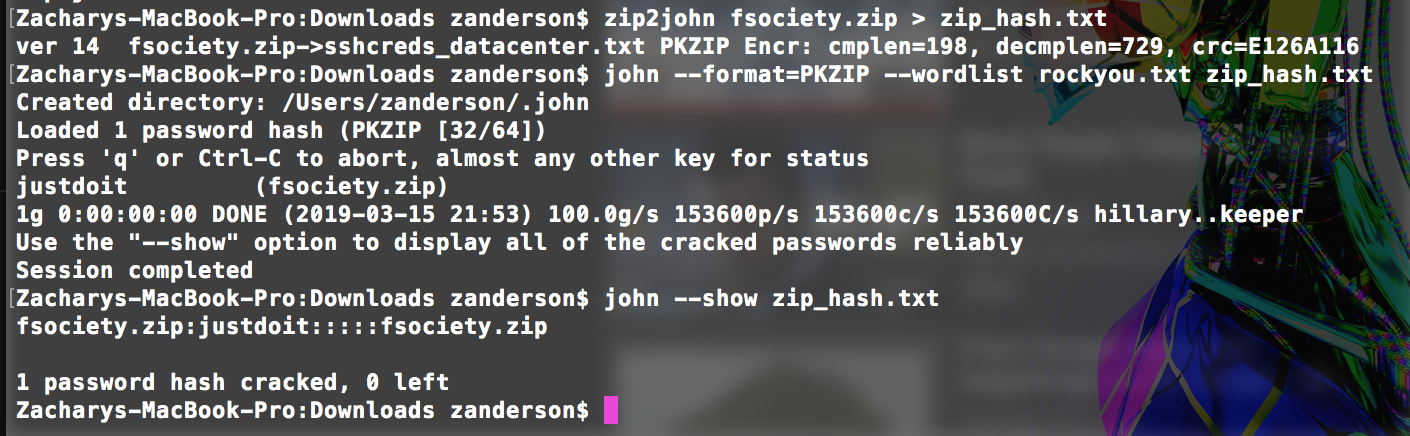 [Zacharys-MacBook-Pro:Downloads zanderson$ zip2john fsociety.zip > zip_hash.txt
ver 14  fsociety.zip->sshcreds_datacenter.txt PKZIP Encr: cmplen=198, decmplen=729, crc=E126A116
[Zacharys-MacBook-Pro:Downloads zanderson$ john --format=PKZIP --wordlist rockyou.txt zip_hash.txt
Created directory: /Users/zanderson/.john
Loaded 1 password hash (PKZIP [32/64])
Press 'q' or Ctrl-C to abort, almost any other key for status
justdoit         (fsociety.zip)
1g 0:00:00:00 DONE (2019-03-15 21:53) 100.0g/s 153600p/s 153600c/s 153600C/s hillary..keeper
Use the "--show" option to display all of the cracked passwords reliably
Session completed
[Zacharys-MacBook-Pro:Downloads zanderson$ john --show zip_hash.txt
fsociety.zip:justdoit:::::fsociety.zip
1 password hash cracked, 0 left
Zacharys-MacBook-Pro:Downloads zanderson$